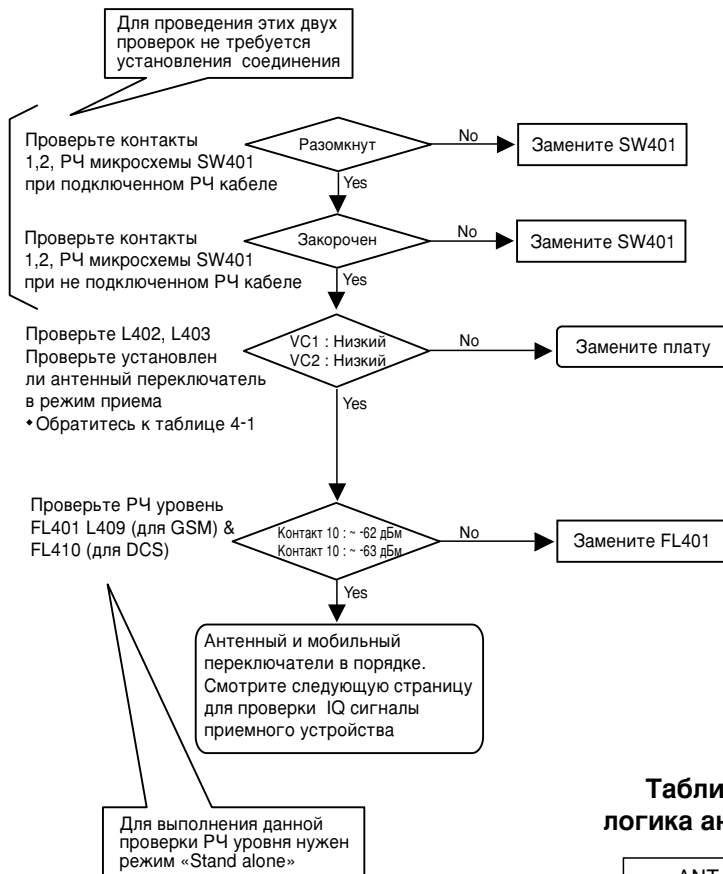 Для проведения этих двух
проверок не требуется
установления соединения
Проверьте контакты
1,2, РЧ микросхемы SW401
при подключенном РЧ кабеле
Разомкнут
No
Замените SW401
Yes
Проверьте контакты
1,2, РЧ микросхемы SW401
при не подключенном РЧ кабеле
Закорочен
No
Замените SW401
Yes
Проверьте L402, L403
Проверьте установлен
ли антенный переключатель
в режим приема
Обратитесь к таблице 4-1
VC1 : Низкий
VC2 : Низкий
No
Замените плату
Yes
Проверьте РЧ уровень
FL401 L409 (для GSM) &
FL410 (для DCS)
Контакт 10 : ~ -62 дБм
Контакт 10 : ~ -63 дБм
No
Замените FL401
Yes
Антенный и мобильный
переключатели в порядке.
Смотрите следующую страницу
для проверки IQ сигналы
приемного устройства
Для выполнения данной
проверки РЧ уровня нужен
режим «Stand alone»
Табли
логика ан
ANT